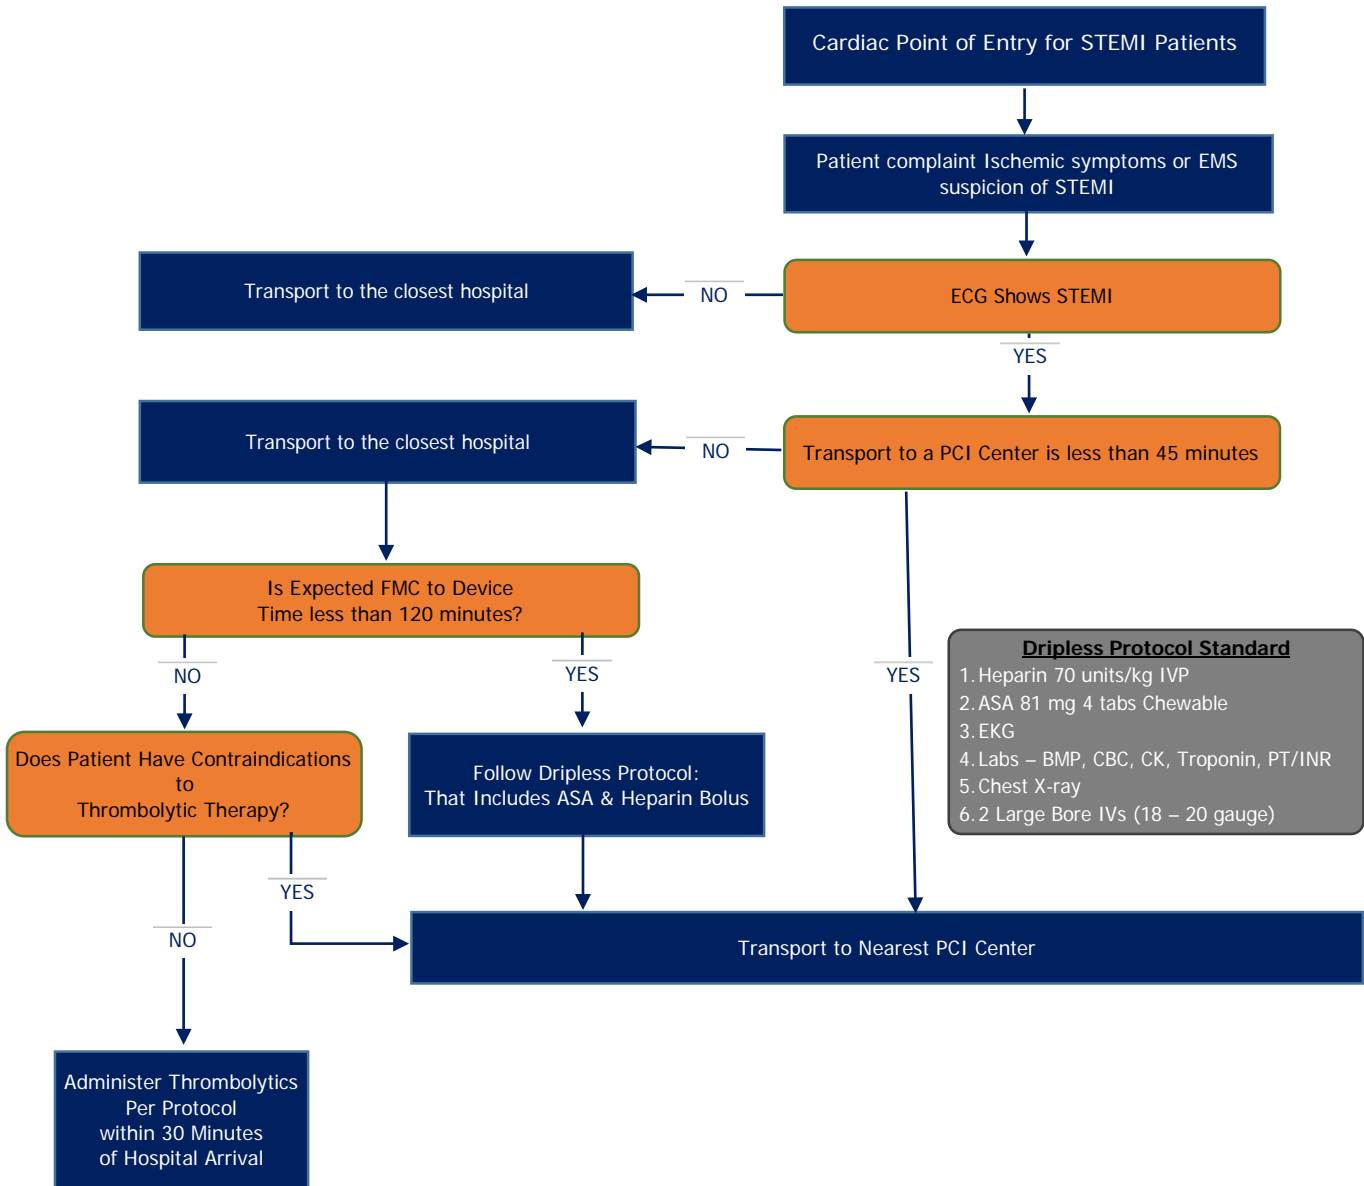 Cardiac Point of Entry for STEMI Patients
Patient complaint Ischemic symptoms or EMS
suspicion of STEMI
Transport to the closest hospital
NO
ECG Shows STEMI
YES
Transport to the closest hospital
NO
Transport to a PCI Center is less than 45 minutes
Is Expected FMC to Device
Time less than 120 minutes?
NO
YES
YES
Dripless Protocol Standard
1. Heparin 70 units/kg IVP
2. ASA 81 mg 4 tabs Chewable
3. EKG
4. Labs – BMP, CBC, CK, Troponin, PT/INR
5. Chest X-ray
6. 2 Large Bore IVs (18 – 20 gauge)
Does Patient Have Contraindications
to
Thrombolytic Therapy?
Follow Dripless Protocol:
That Includes ASA & Heparin Bolus
YES
NO
Transport to Nearest PCI Center
Administer Thrombolytics
Per Protocol
within 30 Minutes
of Hospital Arrival